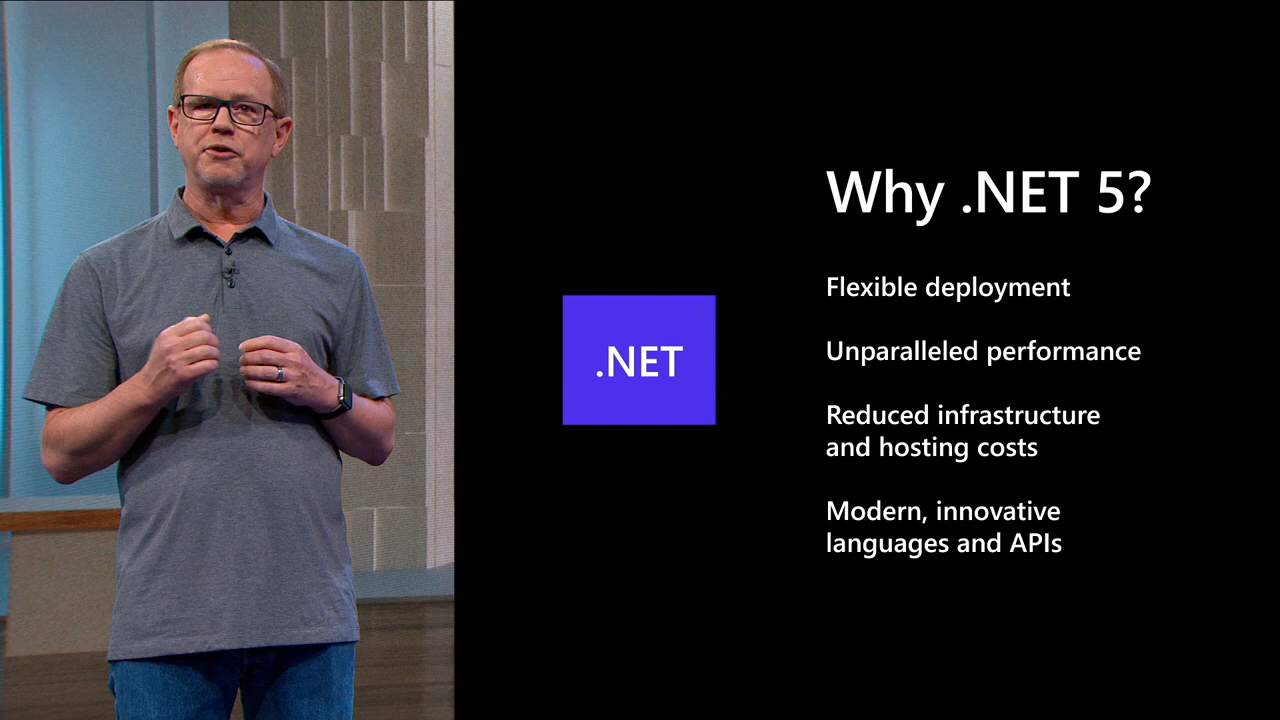 .NET
Why .NET 5?
Flexible deployment
Unparalleled performance
Reduced infrastructure
and hosting costs
Modern, innovative
languages and APIs